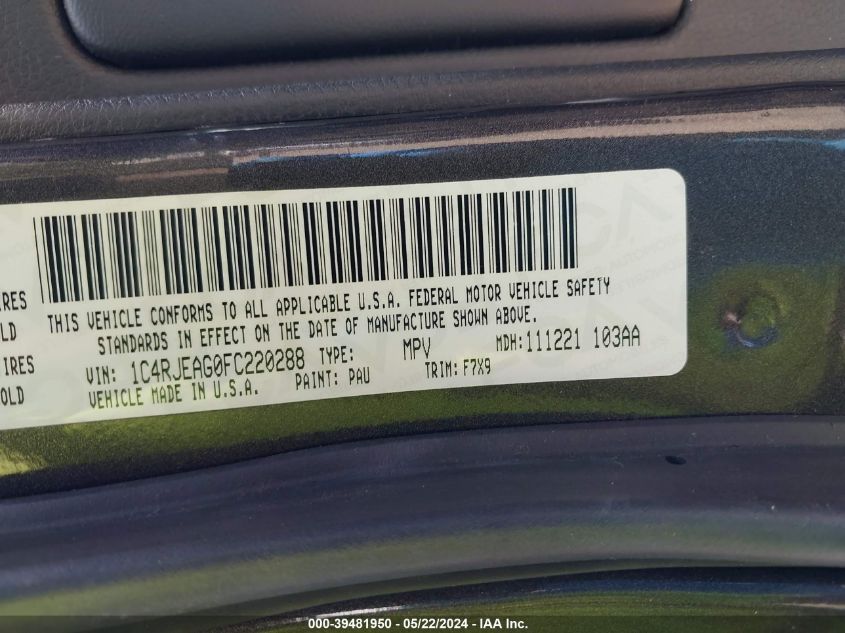 IRES
OLD
IRES
OLD
THIS VEHICLE CONFORMS TO ALL APPLICABLE U.S.A. FEDERAL MOTOR VEHICLE SAFETY
STANDARDS IN EFFECT ON THE DATE OF MANUFACTURE SHOWN ABOVE.
VIN: 1C4RJEAG0FC220288 TYPE: MPV MDH:111221 103AA
VEHICLE MADE IN U.S.A. PAINT: PAU TRIM: F7X9
000-39481950 - 05/22/2024 - IAA Inc.